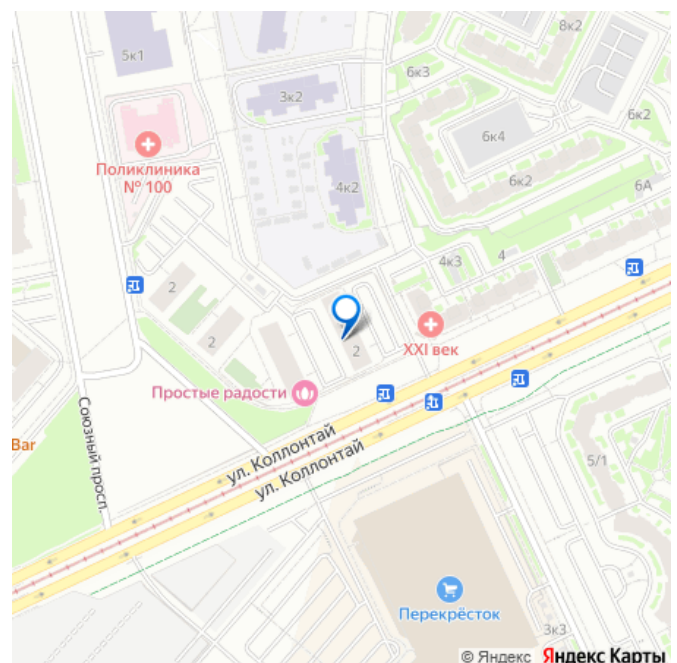 8к2
5к1
6к3
3к2
6к2
6к4
Поликлиника
№ 100
6к2
4к2
6А
4
4к3
2
2
XXI век
2
Простые радости
Союзный просп.
Bar
ул. Коллонтай
ул. Коллонтай
5/1
Перекрёсток
3к3
© Яндекс Яндекс Карты